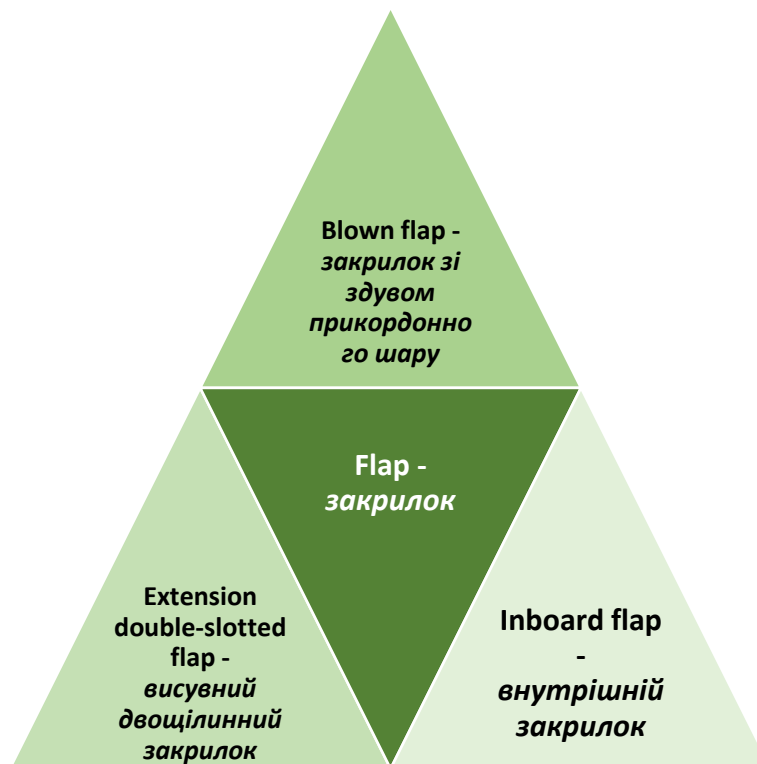 Blown flap -
закрилок зі
здувом
прикордонно
го шару
Flap -
закрилок
Extension
double-slotted
flap -
висувний
двощілинний
закрилок
Inboard flap
-
внутрішній
закрилок